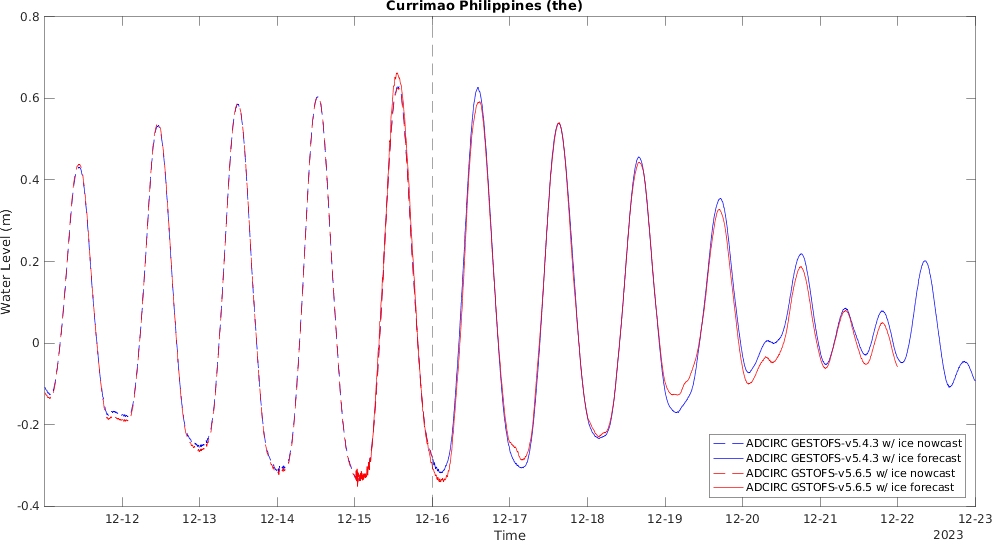 Currimao Philippines (the)
0.8
0.6
0.4
0.2
0
-0.2
-0.4
Water Level (m)
12-12
12-13
12-14
12-15
12-16
12-17
12-18
12-19
12-20
12-21
12-22
12-23
Time
2023
ADCIRC GESTOFS-v5.4.3 w/ ice nowcast
ADCIRC GESTOFS-v5.4.3 w/ ice forecast
ADCIRC GSTOFS-v5.6.5 w/ ice nowcast
ADCIRC GSTOFS-v5.6.5 w/ ice forecast